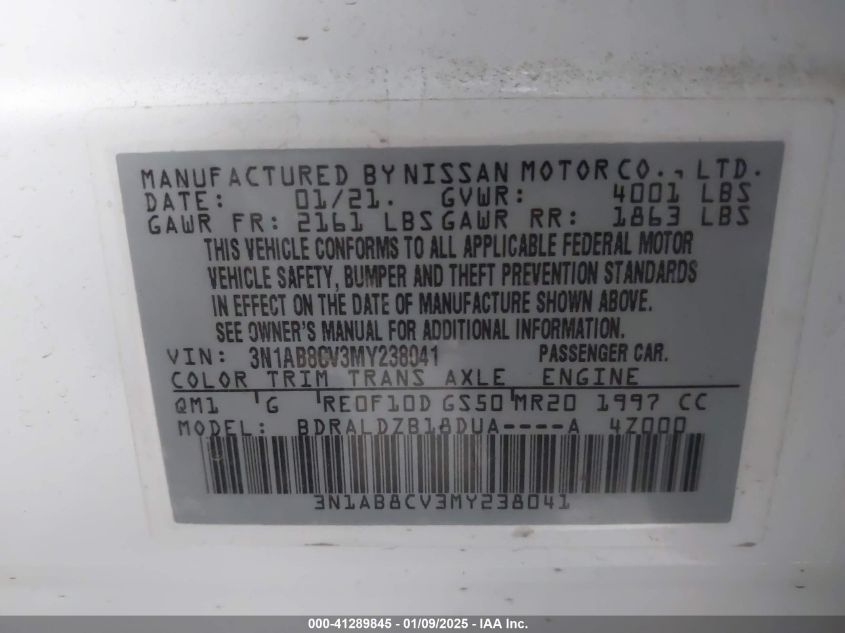 MANUFACTURED BY NISSAN MOTOR CO., LTD.
DATE: 01/21. GVWR: 4001 LBS
GAWR FR: 2161 LBS GAWR RR: 1863 LBS
THIS VEHICLE CONFORMS TO ALL APPLICABLE FEDERAL MOTOR
VEHICLE SAFETY, BUMPER AND THEFT PREVENTION STANDARDS
IN EFFECT ON THE DATE OF MANUFACTURE SHOWN ABOVE.
SEE OWNER'S MANUAL FOR ADDITIONAL INFORMATION.
VIN: 3N1AB8CV3MY238041 PASSENGER CAR.
COLOR TRIM TRANS AXLE ENGINE
QM1 G RE0F10D GS50 MR20 1997 CC
MODEL: BDRALDZB18DUA----A 4Z000
3N1AB8CV3MY238041
000-41289845 - 01/09/2025 - IAA Inc.